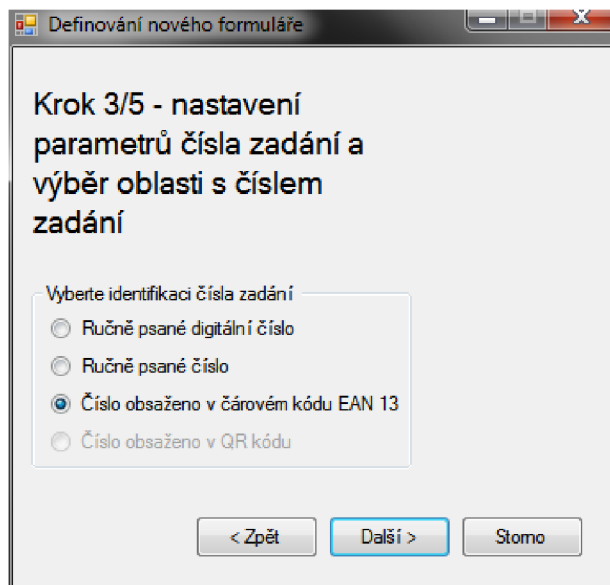 Definování nového formuláře
Krok 3/5 - nastavení
parametrů čísla zadání a
výběr oblasti s číslem
zadání
Vyberte identifikaci čísla zadání
Ručně psané digitální číslo
Ručně psané číslo
Číslo obsaženo v čárovém kódu EAN 13
Číslo obsaženo v QR kódu
< Zpět
Další >
Storno